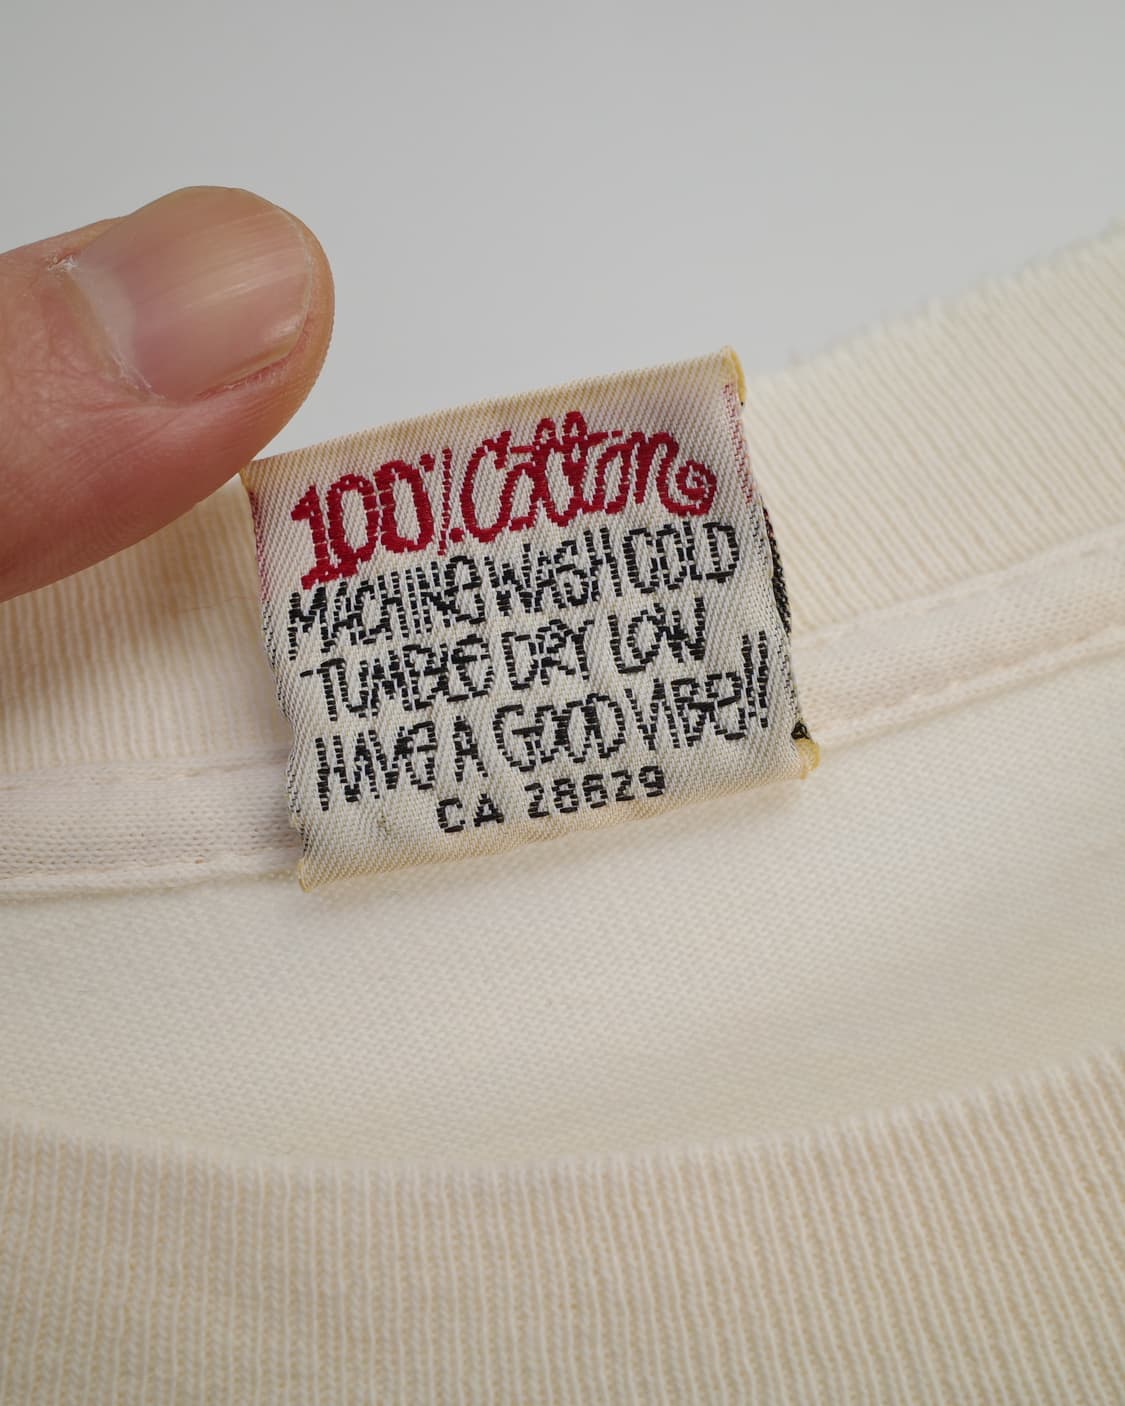 100% Cotton
MACHINE WASH COLD
TUMBLE DRY LOW
HAVE A GOOD VIBE!!
CA 28629